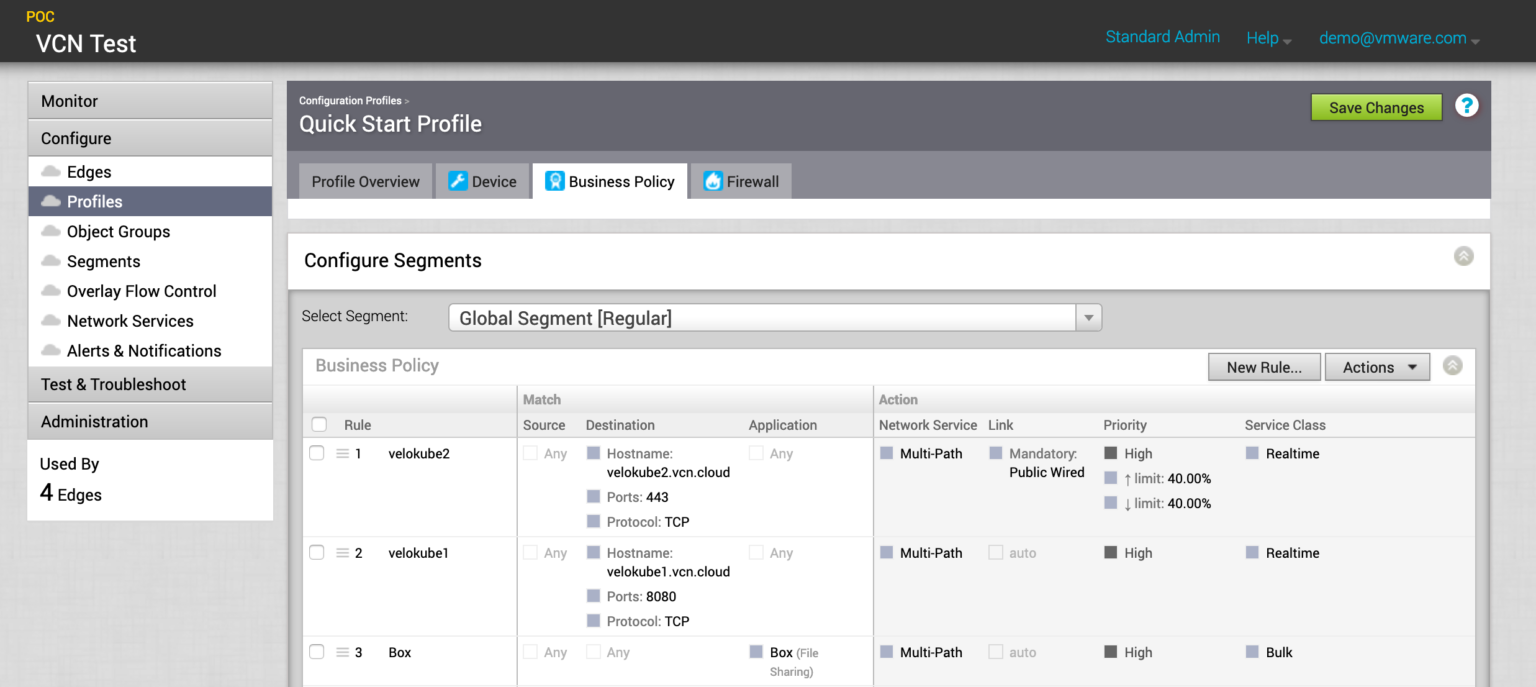 POC
VCN Test
Standard Admin Help demo@vmware.com
Monitor
Configure
Edges
Profiles
Object Groups
Segments
Overlay Flow Control
Network Services
Alerts & Notifications
Test & Troubleshoot
Administration
Used By
4 Edges
Configuration Profiles >
Quick Start Profile
Save Changes ?
Profile Overview Device Business Policy Firewall
Configure Segments
Select Segment: Global Segment [Regular]
Business Policy New Rule... Actions
Match Action
Rule Source Destination Application Network Service Link Priority Service Class
1 velokube2 Any Hostname: Any Multi-Path Mandatory: High Realtime
velokube2.vcn.cloud Public Wired
↑ limit: 40.00%
Ports: 443
↓ limit: 40.00%
Protocol: TCP
2 velokube1 Any Hostname: Any Multi-Path auto High Realtime
velokube1.vcn.cloud
Ports: 8080
Protocol: TCP
3 Box Any Any Box (File Multi-Path auto High Bulk
Sharing)